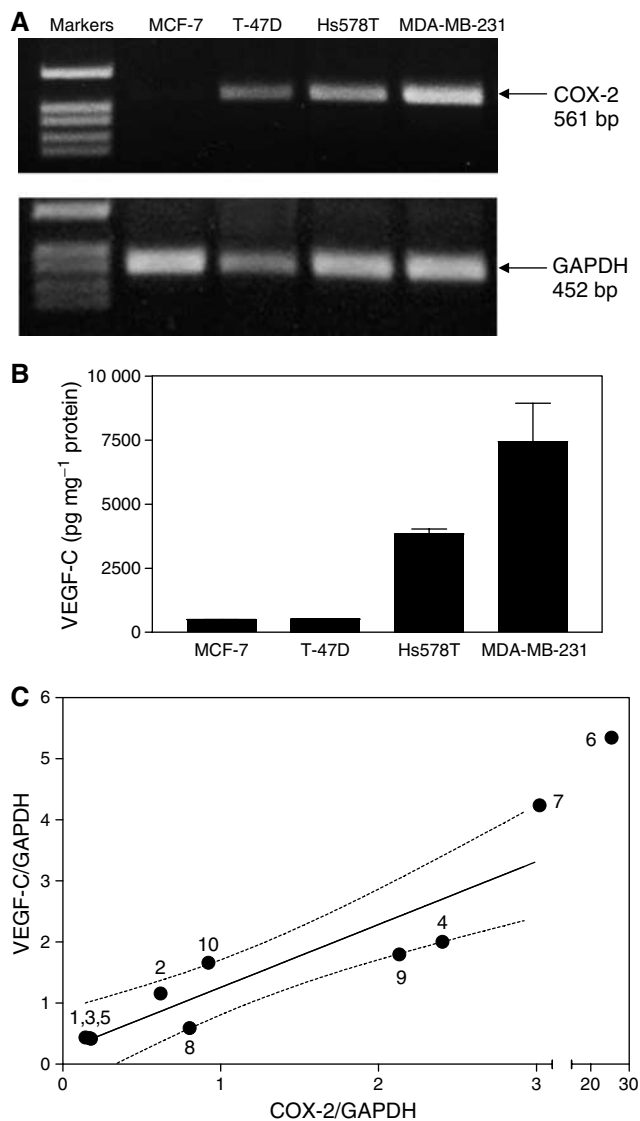 A
Markers MCF-7 T-47D Hs578T MDA-MB-231
COX-2
561 bp
GAPDH
452 bp
B
VEGF-C (pg mg⁻¹ protein)
10 000
7500
5000
2500
0
MCF-7 T-47D Hs578T MDA-MB-231
C
VEGF-C/GAPDH
6
5
4
3
2
1
0
6
7
4
10
9
2
1,3,5
8
0 1 2 3 20 30
COX-2/GAPDH